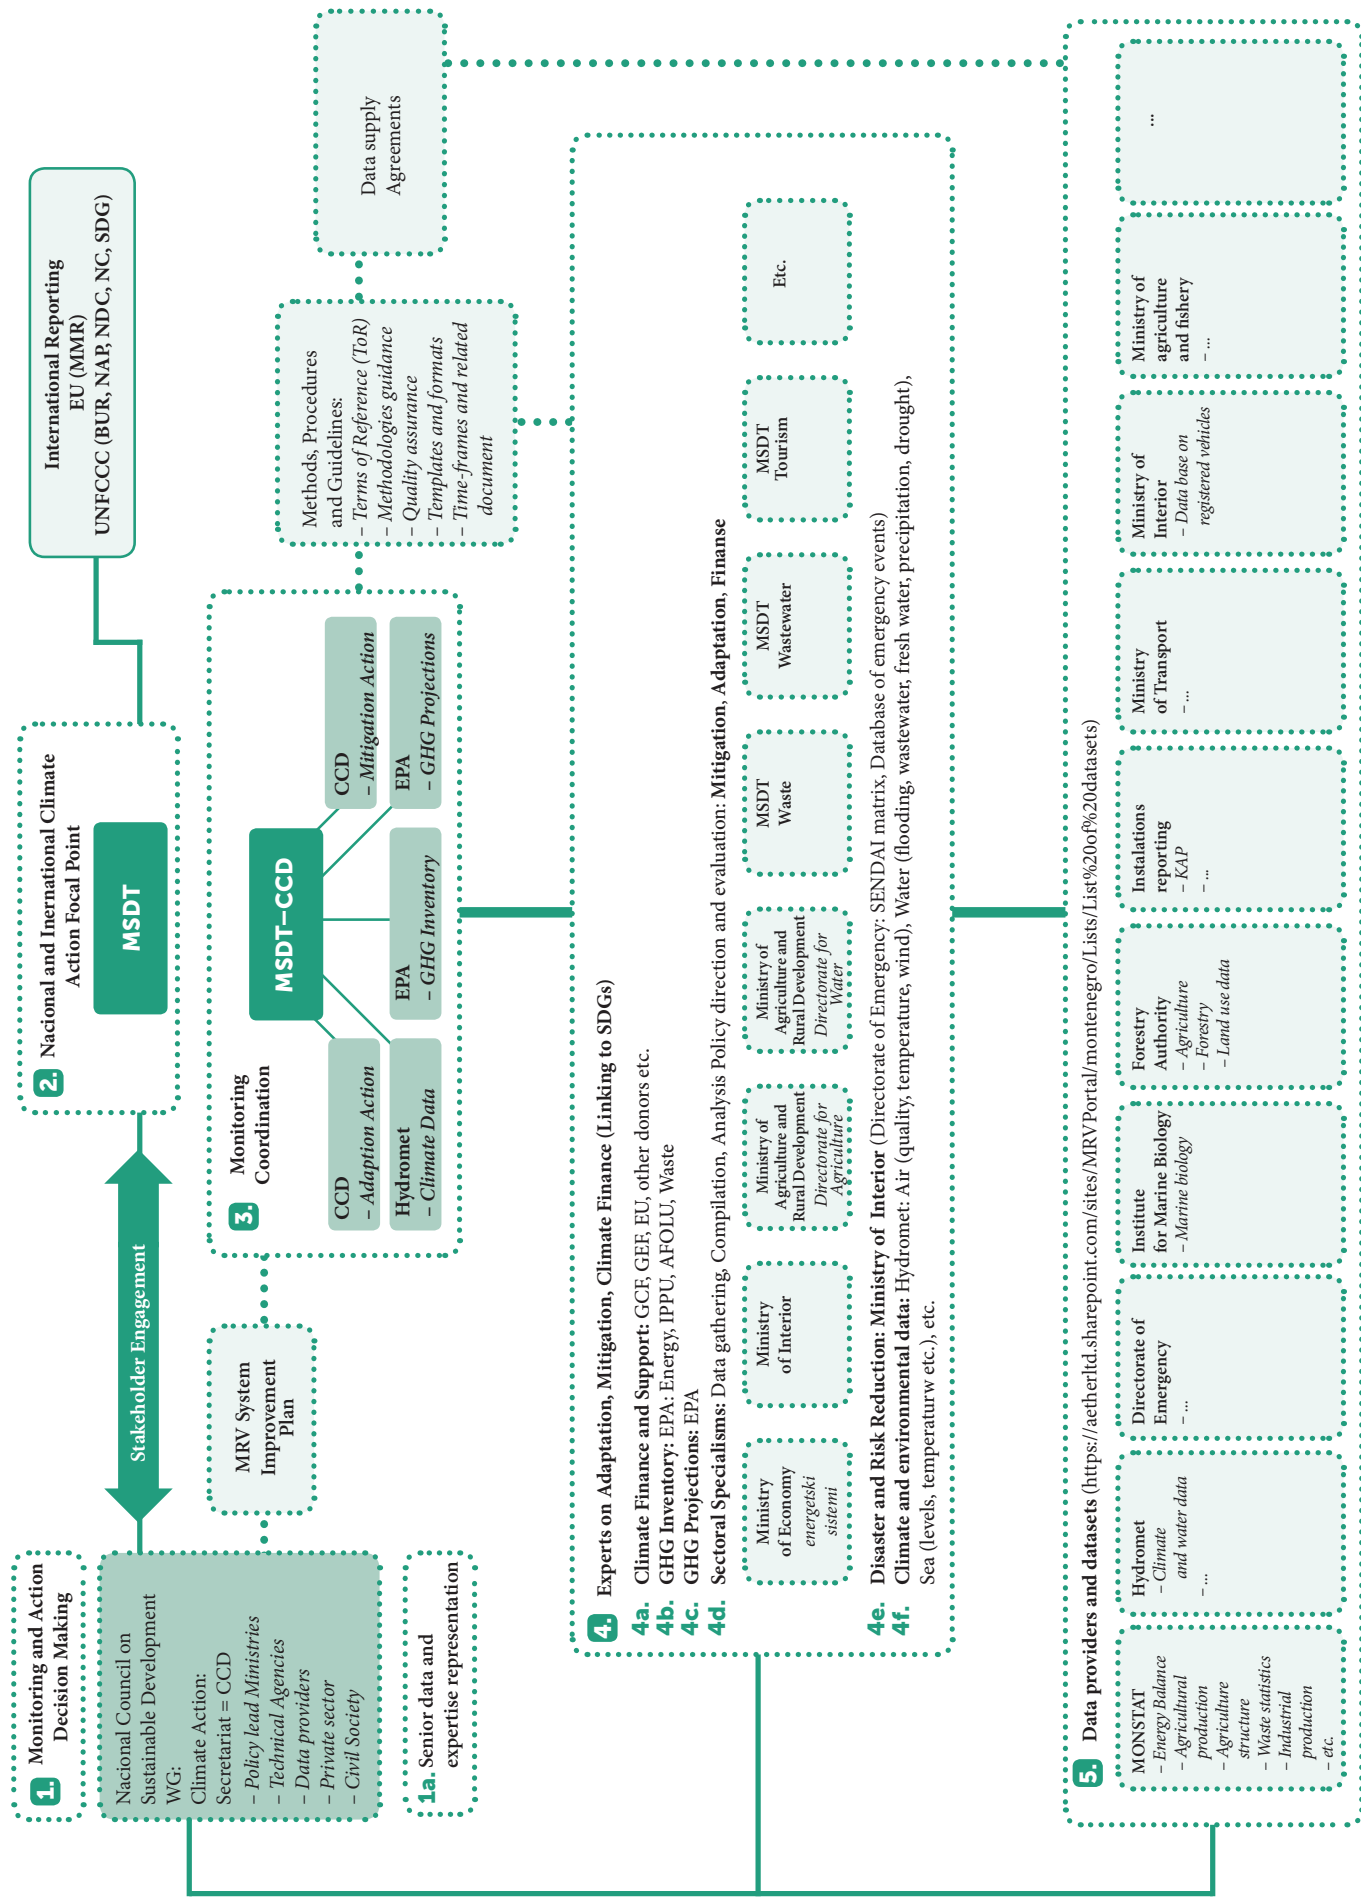 1. Monitoring and Action
Decision Making
Nacional Council on
Sustainable Development
WG:
Climate Action:
Secretariat = CCD
– Policy lead Ministries
– Technical Agencies
– Data providers
– Private sector
– Civil Society
1a. Senior data and
expertise representation
Stakeholder Engagement
2. Nacional and Inernational Climate
Action Focal Point
MSDT
International Reporting
EU (MMR)
UNFCCC (BUR, NAP, NDC, NC, SDG)
MRV System
Improvement
Plan
3. Monitoring
Coordination
MSDT–CCD
CCD
– Adaption Action
Hydromet
– Climate Data
EPA
– GHG Inventory
CCD
– Mitigation Action
EPA
– GHG Projections
Methods, Procedures
and Guidelines:
– Terms of Reference (ToR)
– Methodologies guidance
– Quality assurance
– Templates and formats
– Time-frames and related
document
Data supply
Agreements
4. Experts on Adaptation, Mitigation, Climate Finance (Linking to SDGs)
4a. Climate Finance and Support: GCF, GEF, EU, other donors etc.
4b. GHG Inventory: EPA: Energy, IPPU, AFOLU, Waste
4c. GHG Projections: EPA
4d. Sectoral Specialisms: Data gathering, Compilation, Analysis Policy direction and evaluation: Mitigation, Adaptation, Finanse
Ministry
of Economy
energetski
sistemi
Ministry
of Interior
Ministry of
Agriculture and
Rural Development
Directorate for
Agriculture
Ministry of
Agriculture and
Rural Development
Directorate for
Water
MSDT
Waste
MSDT
Wastewater
MSDT
Tourism
Etc.
4e. Disaster and Risk Reduction: Ministry of Interior (Directorate of Emergency: SENDAI matrix, Database of emergency events)
4f. Climate and environmental data: Hydromet: Air (quality, temperature, wind), Water (flooding, wastewater, fresh water, precipitation, drought),
Sea (levels, temperaturw etc.), etc.
5. Data providers and datasets (https://aetherltd.sharepoint.com/sites/MRVPortal/montenegro/Lists/List%20of%20datasets)
MONSTAT
– Energy Balance
– Agricultural
production
– Agriculture
structure
– Waste statistics
– Industrial
production
– etc.
Hydronet
– Climate
and water data
– ...
Directorate of
Emergency
– ...
Institute
for Marine Biology
– Marine biology
Forestry
Authority
– Agriculture
– Forestry
– Land use data
Instalations
reporting
– KAP
– ...
Ministry
of Transport
– ...
Ministry of
Interior
– Data base on
registered vehicles
Ministry of
agriculture
and fishery
– ...
...